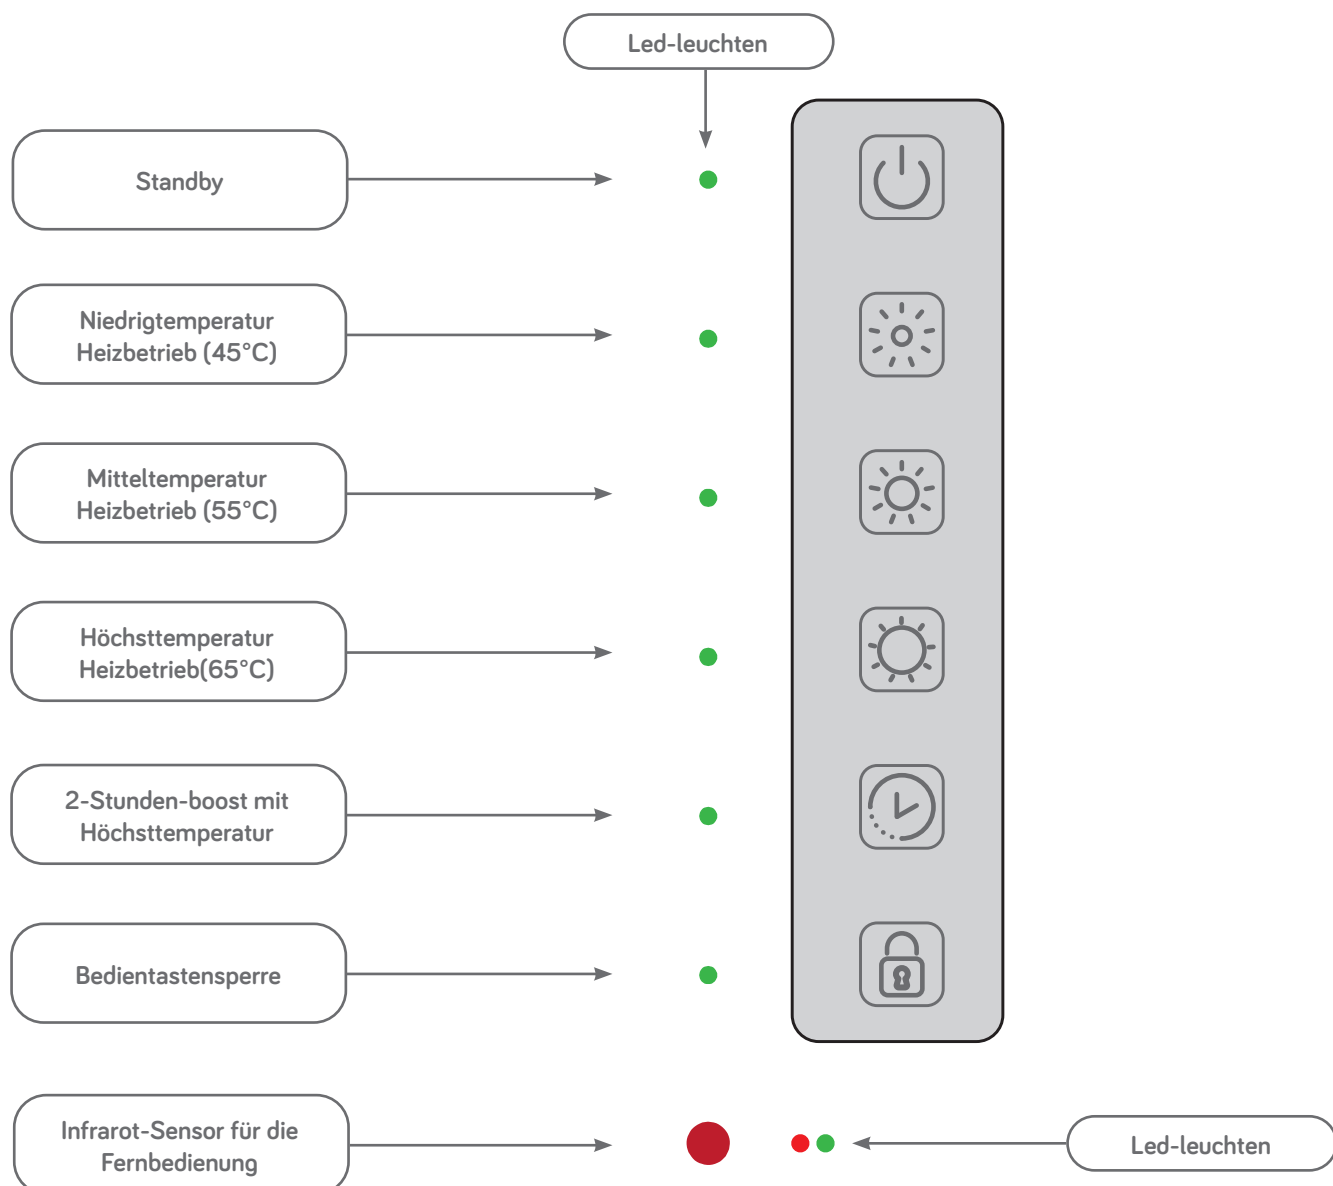 Led-leuchten
Standby
Niedrigtemperatur
Heizbetrieb (45°C)
Mitteltemperatur
Heizbetrieb (55°C)
Höchsttemperatur
Heizbetrieb(65°C)
2-Stunden-boost mit
Höchsttemperatur
Bedientastensperre
Infrarot-Sensor für die
Fernbedienung
Led-leuchten